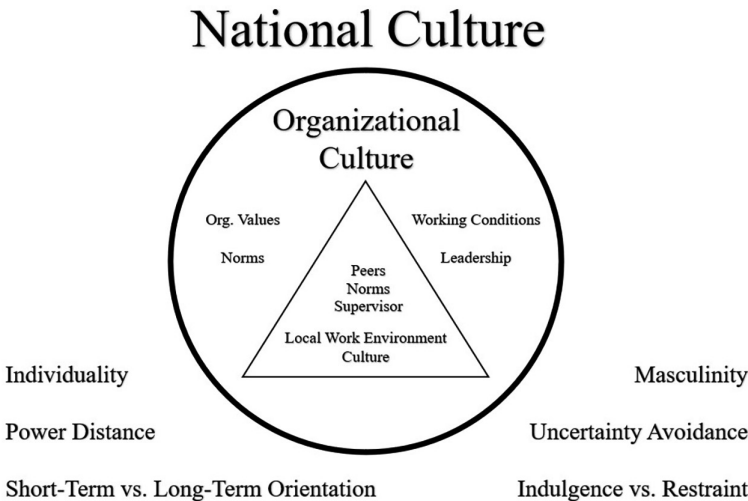 National Culture
Organizational
Culture
Org. Values
Working Conditions
Norms
Leadership
Peers
Norms
Supervisor
Local Work Environment
Culture
Individuality
Masculinity
Power Distance
Uncertainty Avoidance
Short-Term vs. Long-Term Orientation
Indulgence vs. Restraint